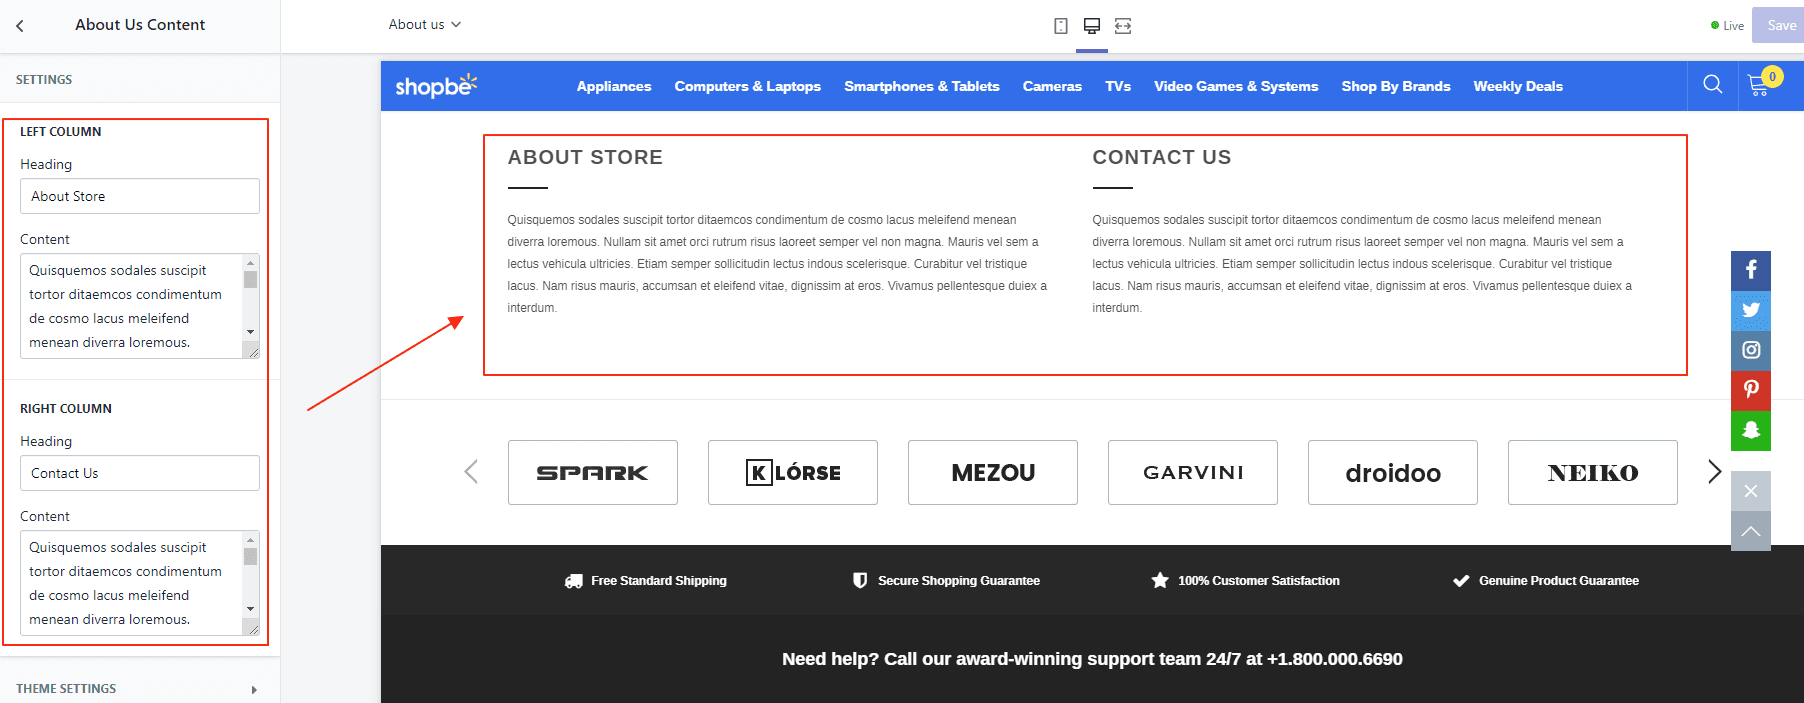 About Us Content
About us
Live
Save
SETTINGS
LEFT COLUMN
Heading
About Store
Content
Quisquemos sodales suscipit
tortor ditaemcos condimentum
de cosmo lacus meleifend
menean diverra loremous.
RIGHT COLUMN
Heading
Contact Us
Content
Quisquemos sodales suscipit
tortor ditaemcos condimentum
de cosmo lacus meleifend
menean diverra loremous.
THEME SETTINGS
shopbe
Appliances Computers & Laptops Smartphones & Tablets Cameras TVs Video Games & Systems Shop By Brands Weekly Deals
0
ABOUT STORE
Quisquemos sodales suscipit tortor ditaemcos condimentum de cosmo lacus meleifend menean
diverra loremous. Nullam sit amet orci rutrum risus laoreet semper vel non magna. Mauris vel sem a
lectus vehicula ultricies. Etiam semper sollicitudin lectus indous scelerisque. Curabitur vel tristique
lacus. Nam risus mauris, accumsan et eleifend vitae, dignissim at eros. Vivamus pellentesque duiex a
interdum.
CONTACT US
Quisquemos sodales suscipit tortor ditaemcos condimentum de cosmo lacus meleifend menean
diverra loremous. Nullam sit amet orci rutrum risus laoreet semper vel non magna. Mauris vel sem a
lectus vehicula ultricies. Etiam semper sollicitudin lectus indous scelerisque. Curabitur vel tristique
lacus. Nam risus mauris, accumsan et eleifend vitae, dignissim at eros. Vivamus pellentesque duiex a
interdum.
SPARK
K LÓRSE
MEZOU
GARVINI
droidoo
NEIKO
Free Standard Shipping
Secure Shopping Guarantee
100% Customer Satisfaction
Genuine Product Guarantee
Need help? Call our award-winning support team 24/7 at +1.800.000.6690